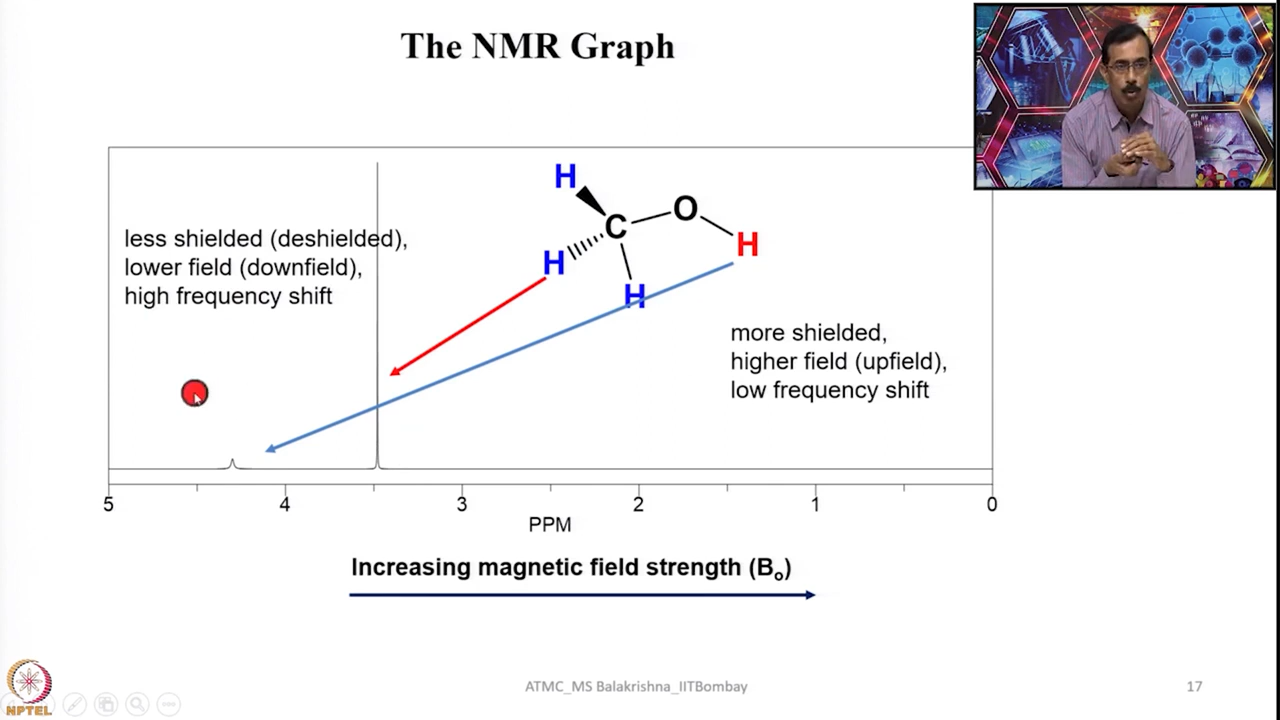 The NMR Graph
less shielded (deshielded),
lower field (downfield),
high frequency shift
H
C
O
H
H
H
more shielded,
higher field (upfield),
low frequency shift
5 4 3 2 1 0
PPM
Increasing magnetic field strength (Bo)
ATMC_MS Balakrishna_IITBombay
17
NPTEL